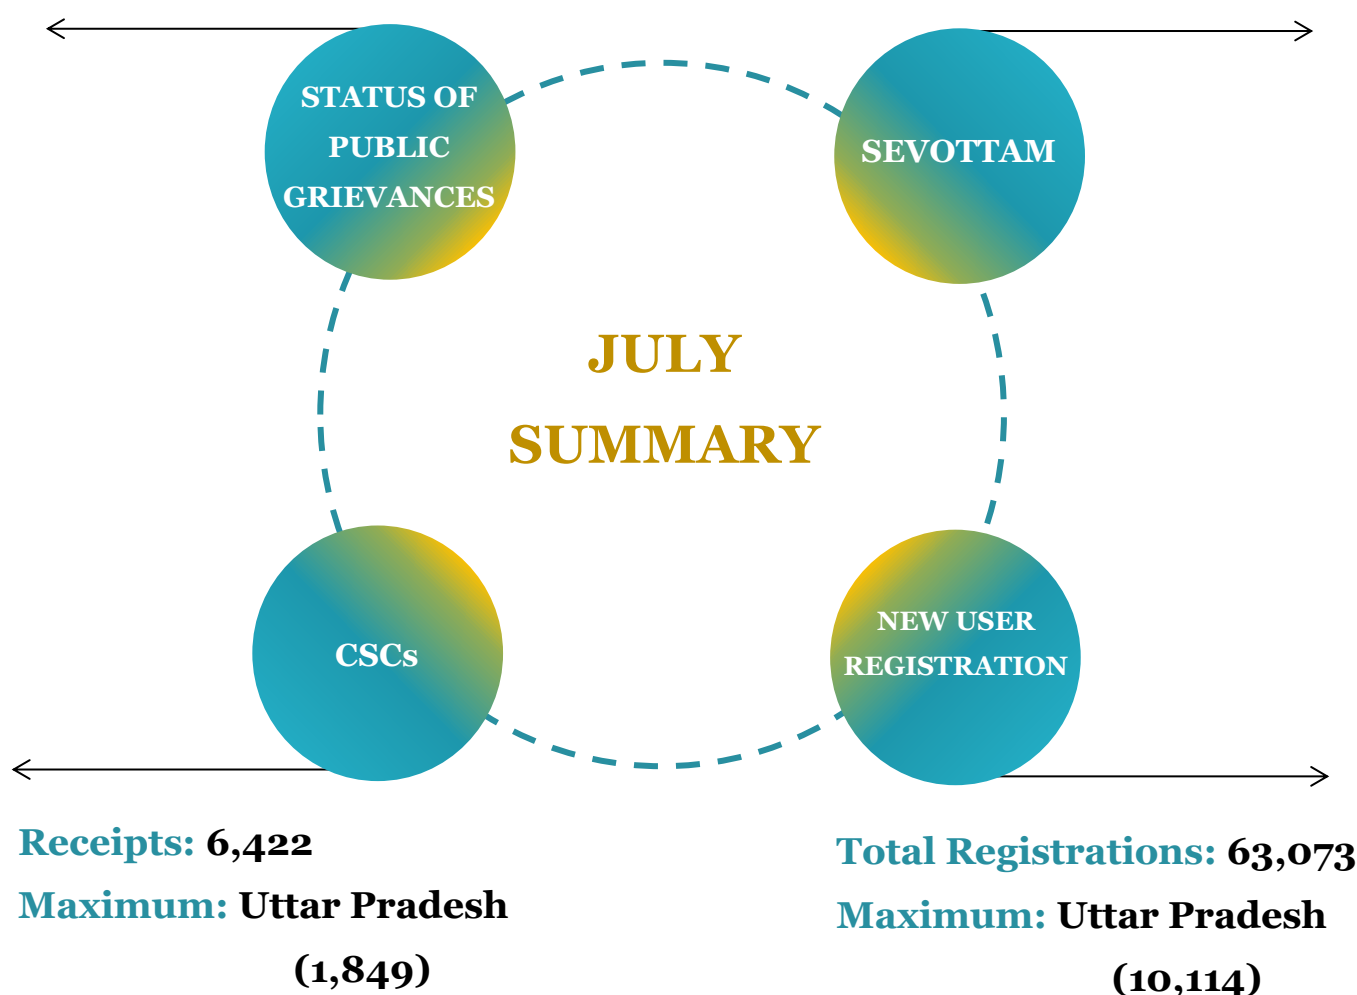 STATUS OF
PUBLIC
GRIEVANCES
SEVOTTAM
JULY
SUMMARY
CSCs
NEW USER
REGISTRATION
Receipts: 6,422
Maximum: Uttar Pradesh
(1,849)
Total Registrations: 63,073
Maximum: Uttar Pradesh
(10,114)